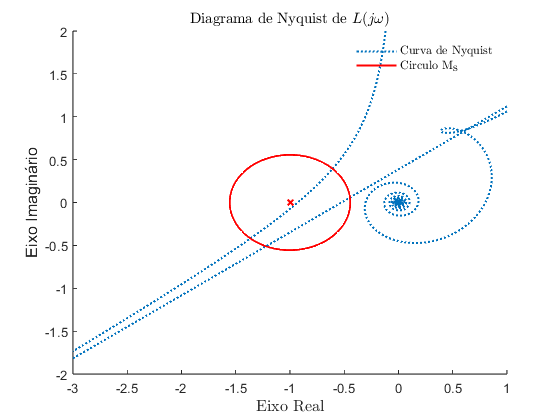 Diagrama de Nyquist de L(jω)
Curva de Nyquist
Circulo Ms
Eixo Imaginário
2
1.5
1
0.5
0
-0.5
-1
-1.5
-2
-3 -2.5 -2 -1.5 -1 -0.5 0 0.5 1
Eixo Real